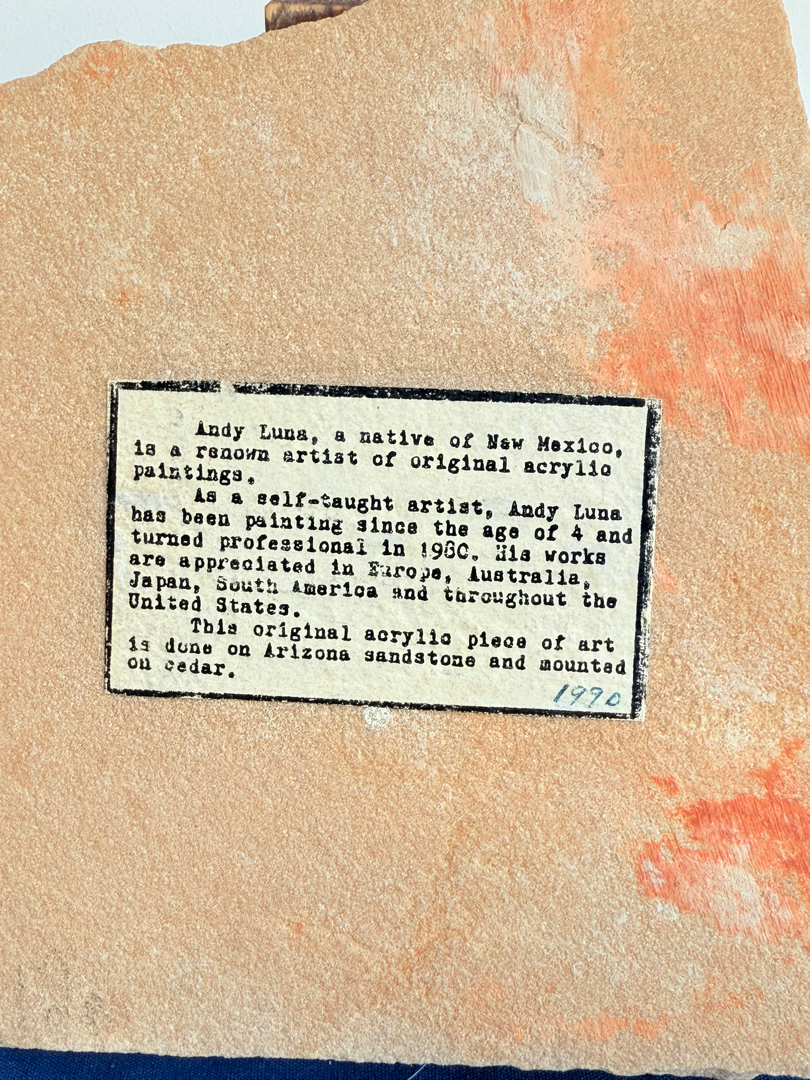 Andy Luna, a native of New Mexico,
is a renown artist of original acrylic
paintings.
As a self-taught artist, Andy Luna
has been painting since the age of 4 and
turned professional in 1980. His works
are appreciated in Europe, Australia,
Japan, South America and throughout the
United States.
This original acrylic piece of art
is done on Arizona sandstone and mounted
on cedar.
1990